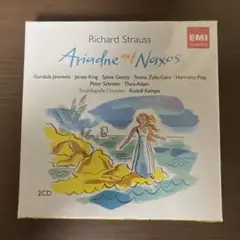 EMI
CLASSICS
Richard Strauss
Ariadne auf Naxos
Gundula Janowitz · James King · Sylvia Geszty · Teresa Zylis-Gara · Hermann Prey
Peter Schreier · Theo Adam
Staatskapelle Dresden · Rudolf Kempe
2CD